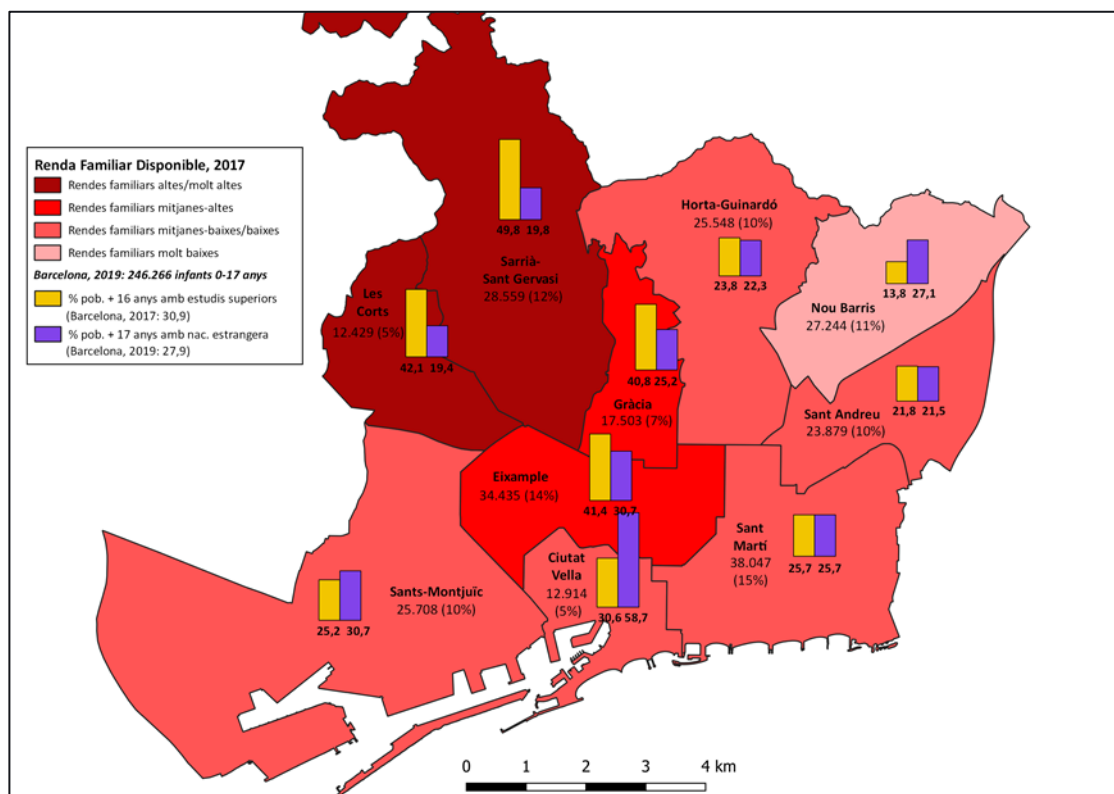 Renda Familiar Disponible, 2017
Rendes familiars altes/molt altes
Rendes familiars mitjanes-altes
Rendes familiars mitjanes-baixes/baixes
Rendes familiars molt baixes
Barcelona, 2019: 246.266 infants 0-17 anys
% pob. + 16 anys amb estudis superiors
(Barcelona, 2017: 30,9)
% pob. + 17 anys amb nac. estrangera
(Barcelona, 2019: 27,9)
49,8 19,8
Sarrià-
Sant Gervasi
28.559 (12%)
Les
Corts
12.429 (5%)
42,1 19,4
Horta-Guinardó
25.548 (10%)
23,8 22,3
13,8 27,1
Nou Barris
27.244 (11%)
40,8 25,2
Gràcia
17.503 (7%)
21,8 21,5
Sant Andreu
23.879 (10%)
Eixample
34.435 (14%)
41,4 30,7
Sant
Martí
38.047
(15%)
25,7 25,7
Ciutat
Vella
12.914
(5%)
30,6 58,7
Sants-Montjuïc
25.708 (10%)
25,2 30,7
0 1 2 3 4 km